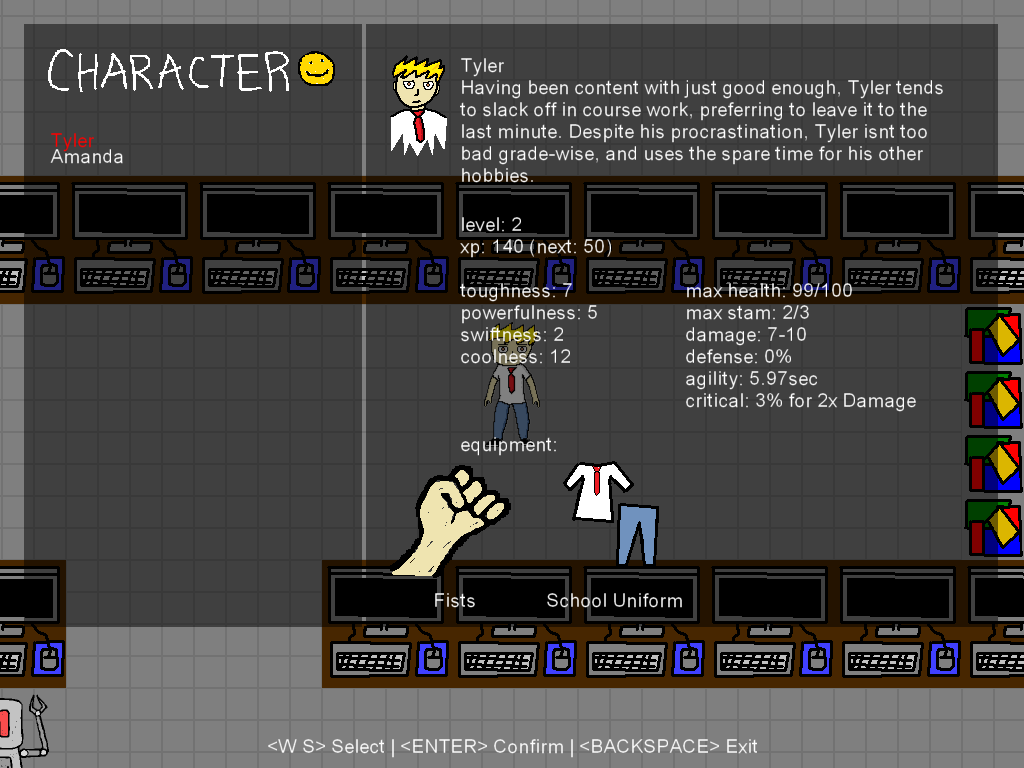 CHARACTER
Tyler
Amanda
Tyler
Having been content with just good enough, Tyler tends
to slack off in course work, preferring to leave it to the
last minute. Despite his procrastination, Tyler isnt too
bad grade-wise, and uses the spare time for his other
hobbies.
level: 2
xp: 140 (next: 50)
toughness: 7
powerfulness: 5
swiftness: 2
coolness: 12
max health: 99/100
max stam: 2/3
damage: 7-10
defense: 0%
agility: 5.97sec
critical: 3% for 2x Damage
equipment:
Fists
School Uniform
<W S> Select | <ENTER> Confirm | <BACKSPACE> Exit